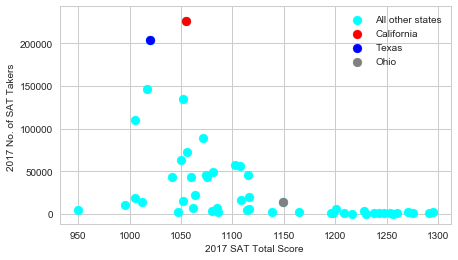 All other states
California
Texas
Ohio
200000
150000
100000
50000
0
2017 No. of SAT Takers
950 1000 1050 1100 1150 1200 1250 1300
2017 SAT Total Score